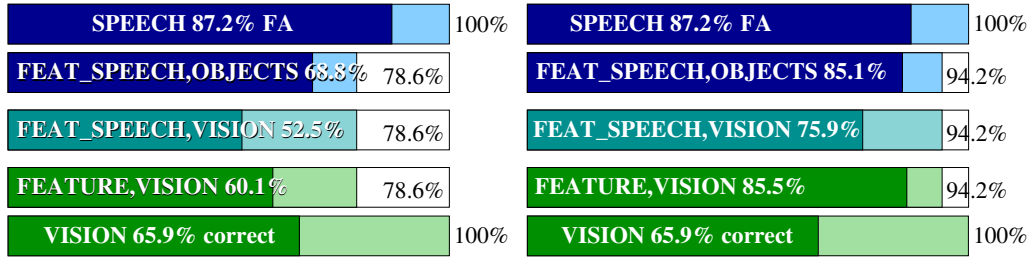 SPEECH 87.2% FA 100%
FEAT_SPEECH,OBJECTS 68.8% 78.6%
FEAT_SPEECH,VISION 52.5% 78.6%
FEATURE,VISION 60.1% 78.6%
VISION 65.9% correct 100%
SPEECH 87.2% FA 100%
FEAT_SPEECH,OBJECTS 85.1% 94.2%
FEAT_SPEECH,VISION 75.9% 94.2%
FEATURE,VISION 85.5% 94.2%
VISION 65.9% correct 100%